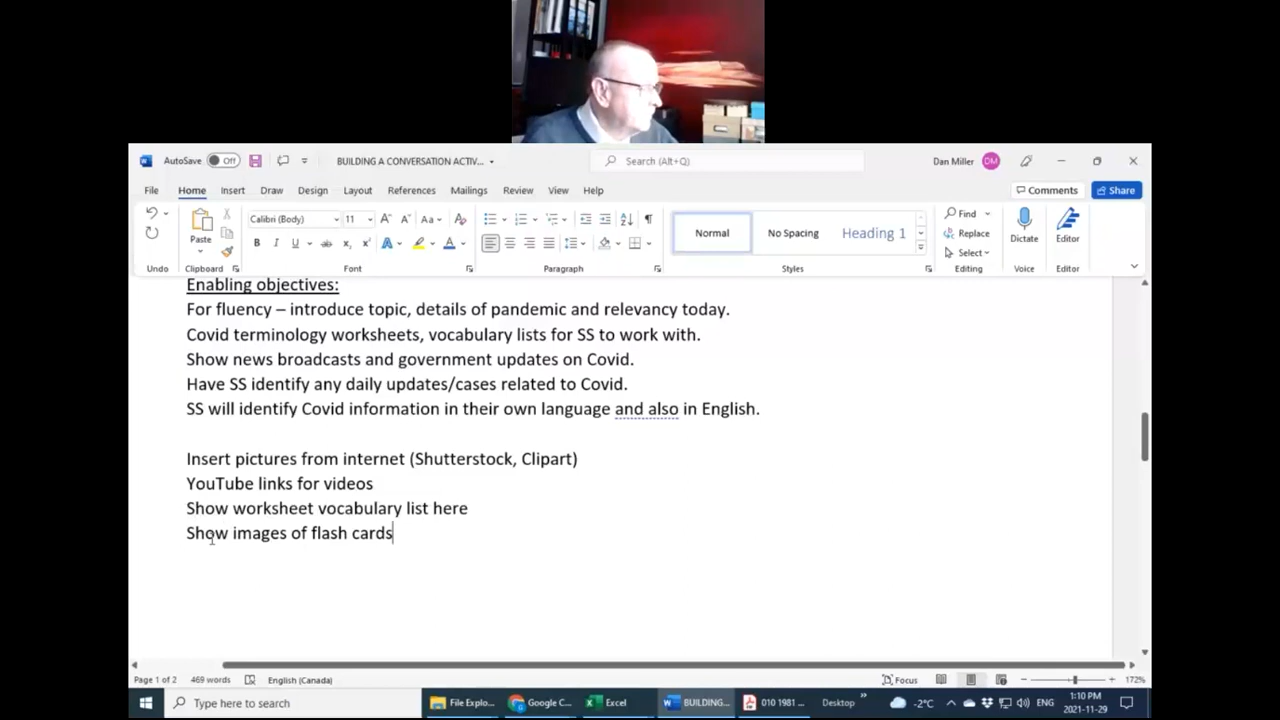 AutoSave Off BUILDING A CONVERSATION ACTIV... Search (Alt+Q) Dan Miller DM
File Home Insert Draw Design Layout References Mailings Review View Help Comments Share
Calibri (Body) 11 A A Aa A Find
Paste Normal No Spacing Heading 1 Replace Dictate Editor
B I U ab x₂ x² A A Select
Undo Clipboard Font Paragraph Styles Editing Voice Editor
Enabling objectives:
For fluency – introduce topic, details of pandemic and relevancy today.
Covid terminology worksheets, vocabulary lists for SS to work with.
Show news broadcasts and government updates on Covid.
Have SS identify any daily updates/cases related to Covid.
SS will identify Covid information in their own language and also in English.
Insert pictures from internet (Shutterstock, Clipart)
YouTube links for videos
Show worksheet vocabulary list here
Show images of flash cards
Page 1 of 2 469 words English (Canada) Focus 172%
Type here to search File Explo... Google C... Excel BUILDING... 010 1981 ... Desktop -2°C ENG 1:10 PM
2021-11-29